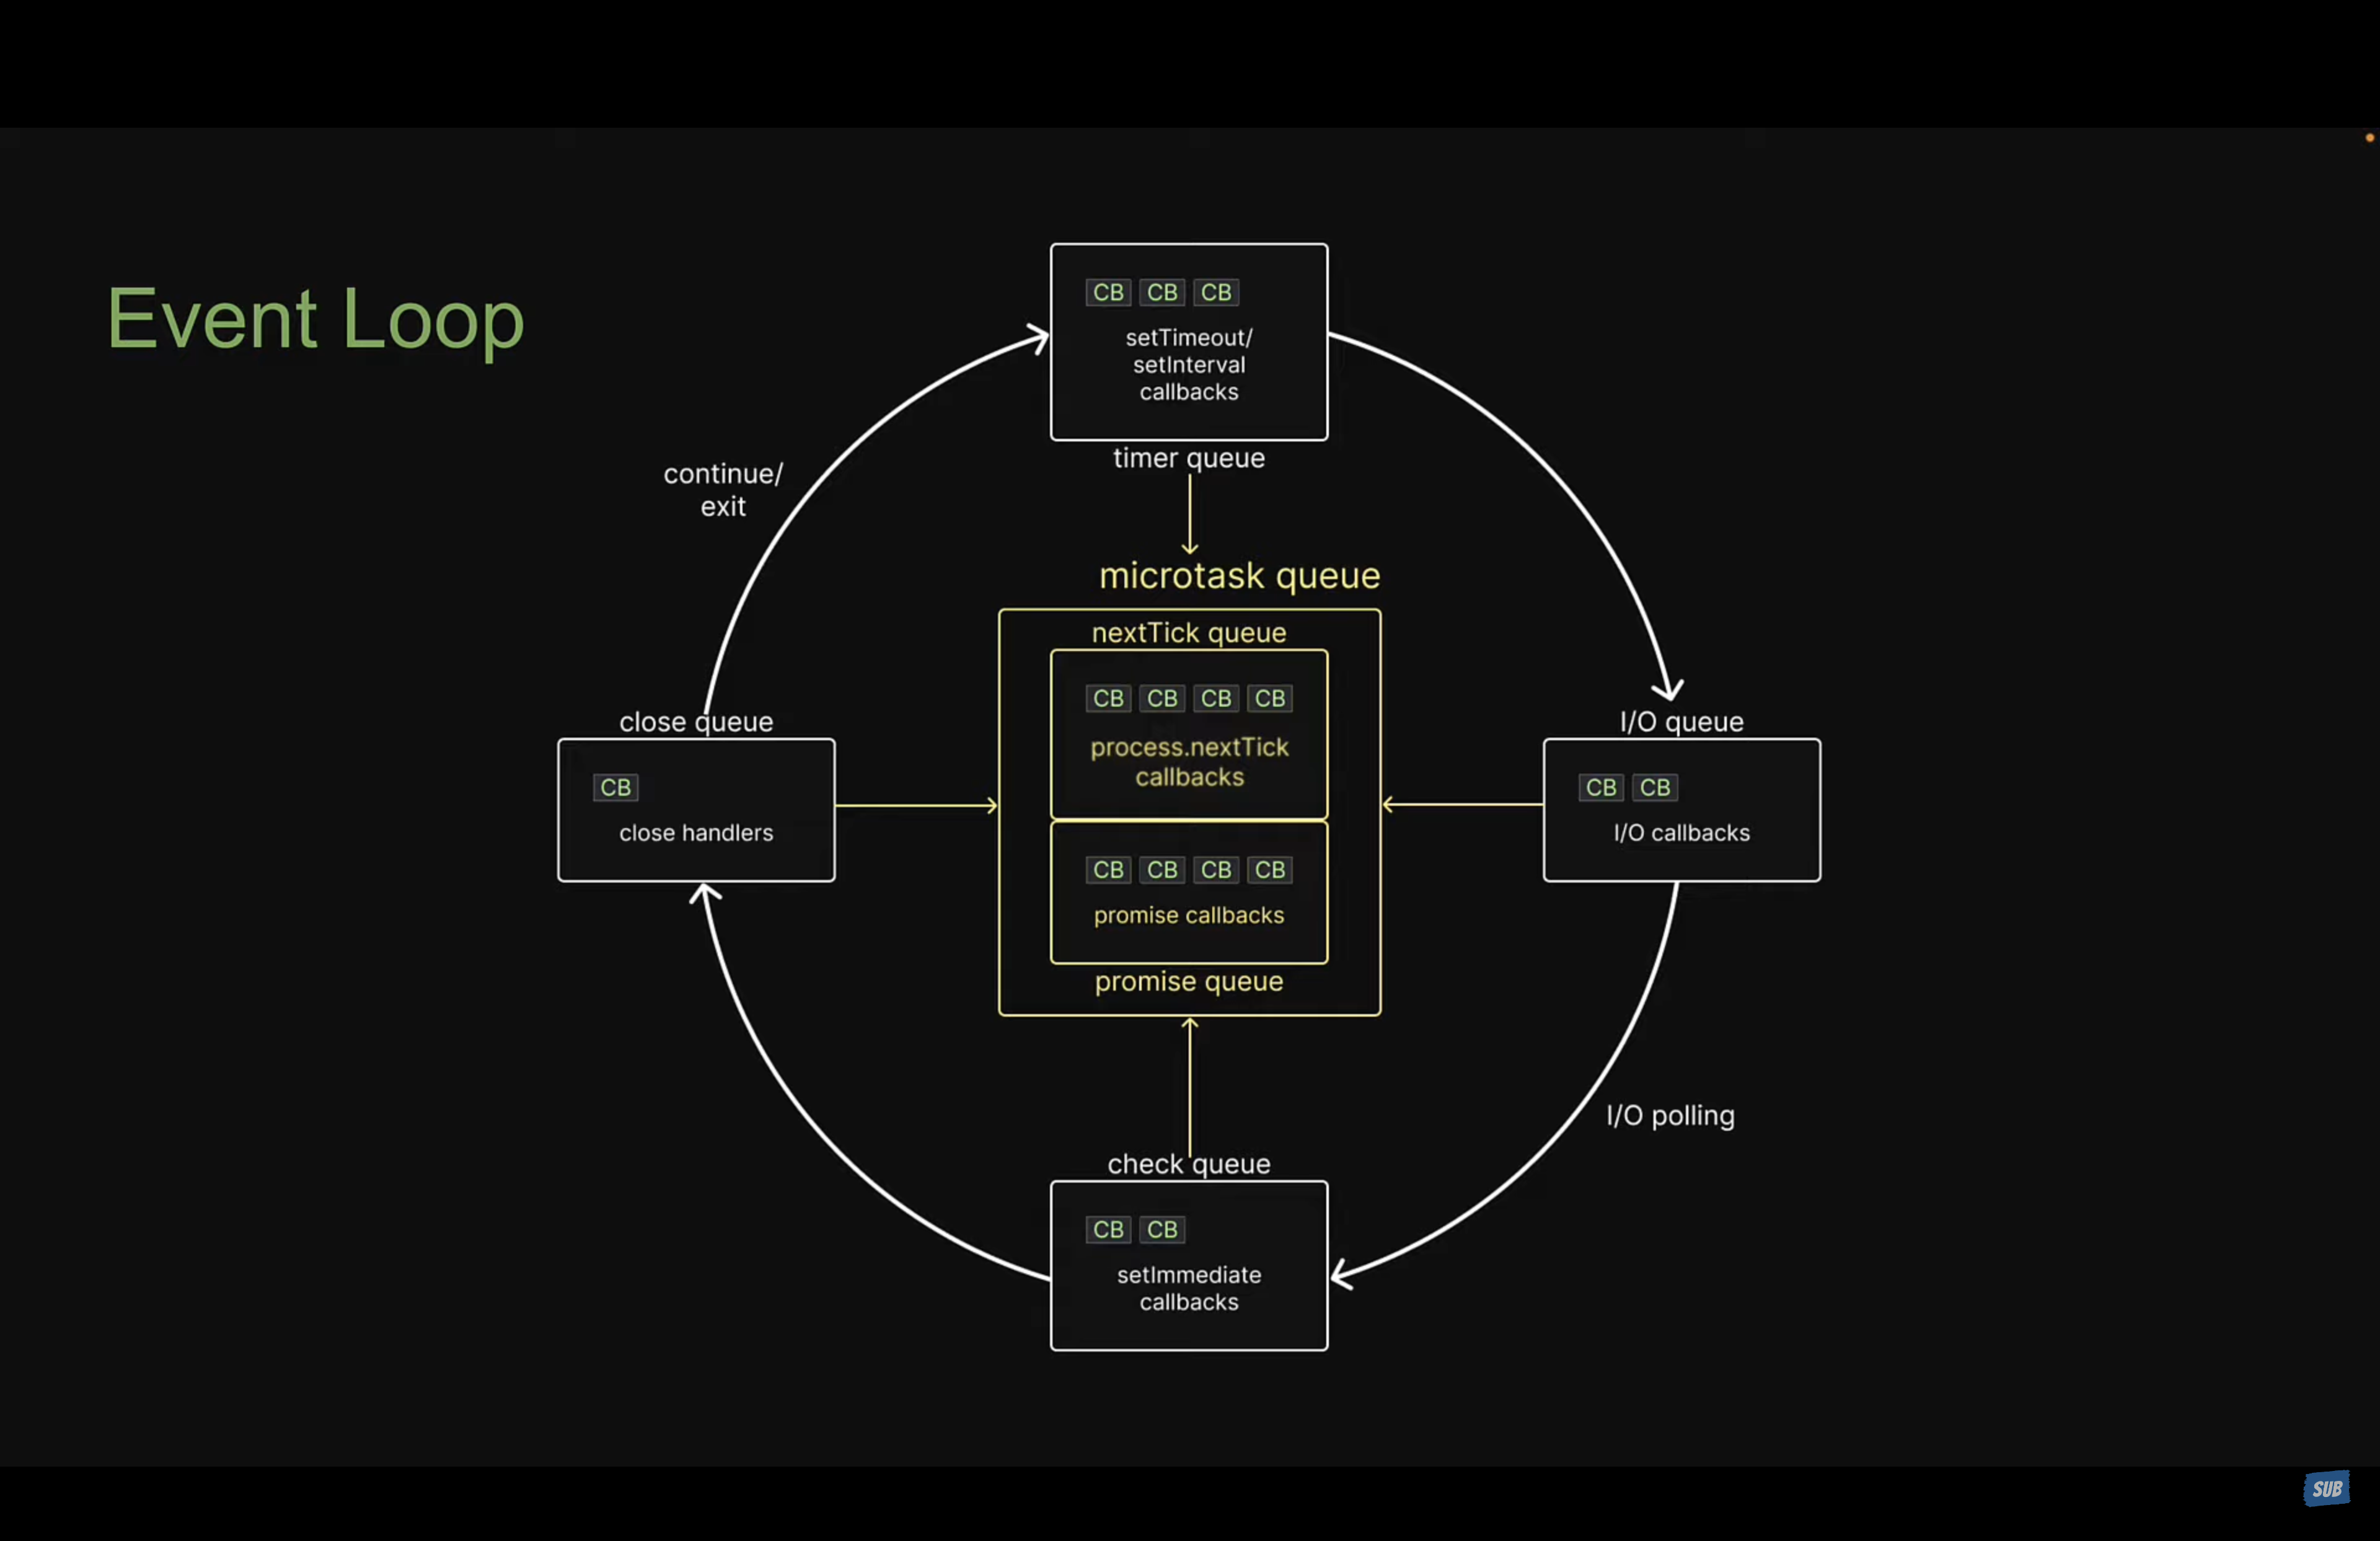 Event Loop
CB CB CB
setTimeout/
setInterval
callbacks
timer queue
continue/
exit
microtask queue
nextTick queue
CB CB CB CB
process.nextTick
callbacks
CB CB CB CB
promise callbacks
promise queue
close queue
CB
close handlers
I/O queue
CB CB
I/O callbacks
I/O polling
check queue
CB CB
setImmediate
callbacks
SUB